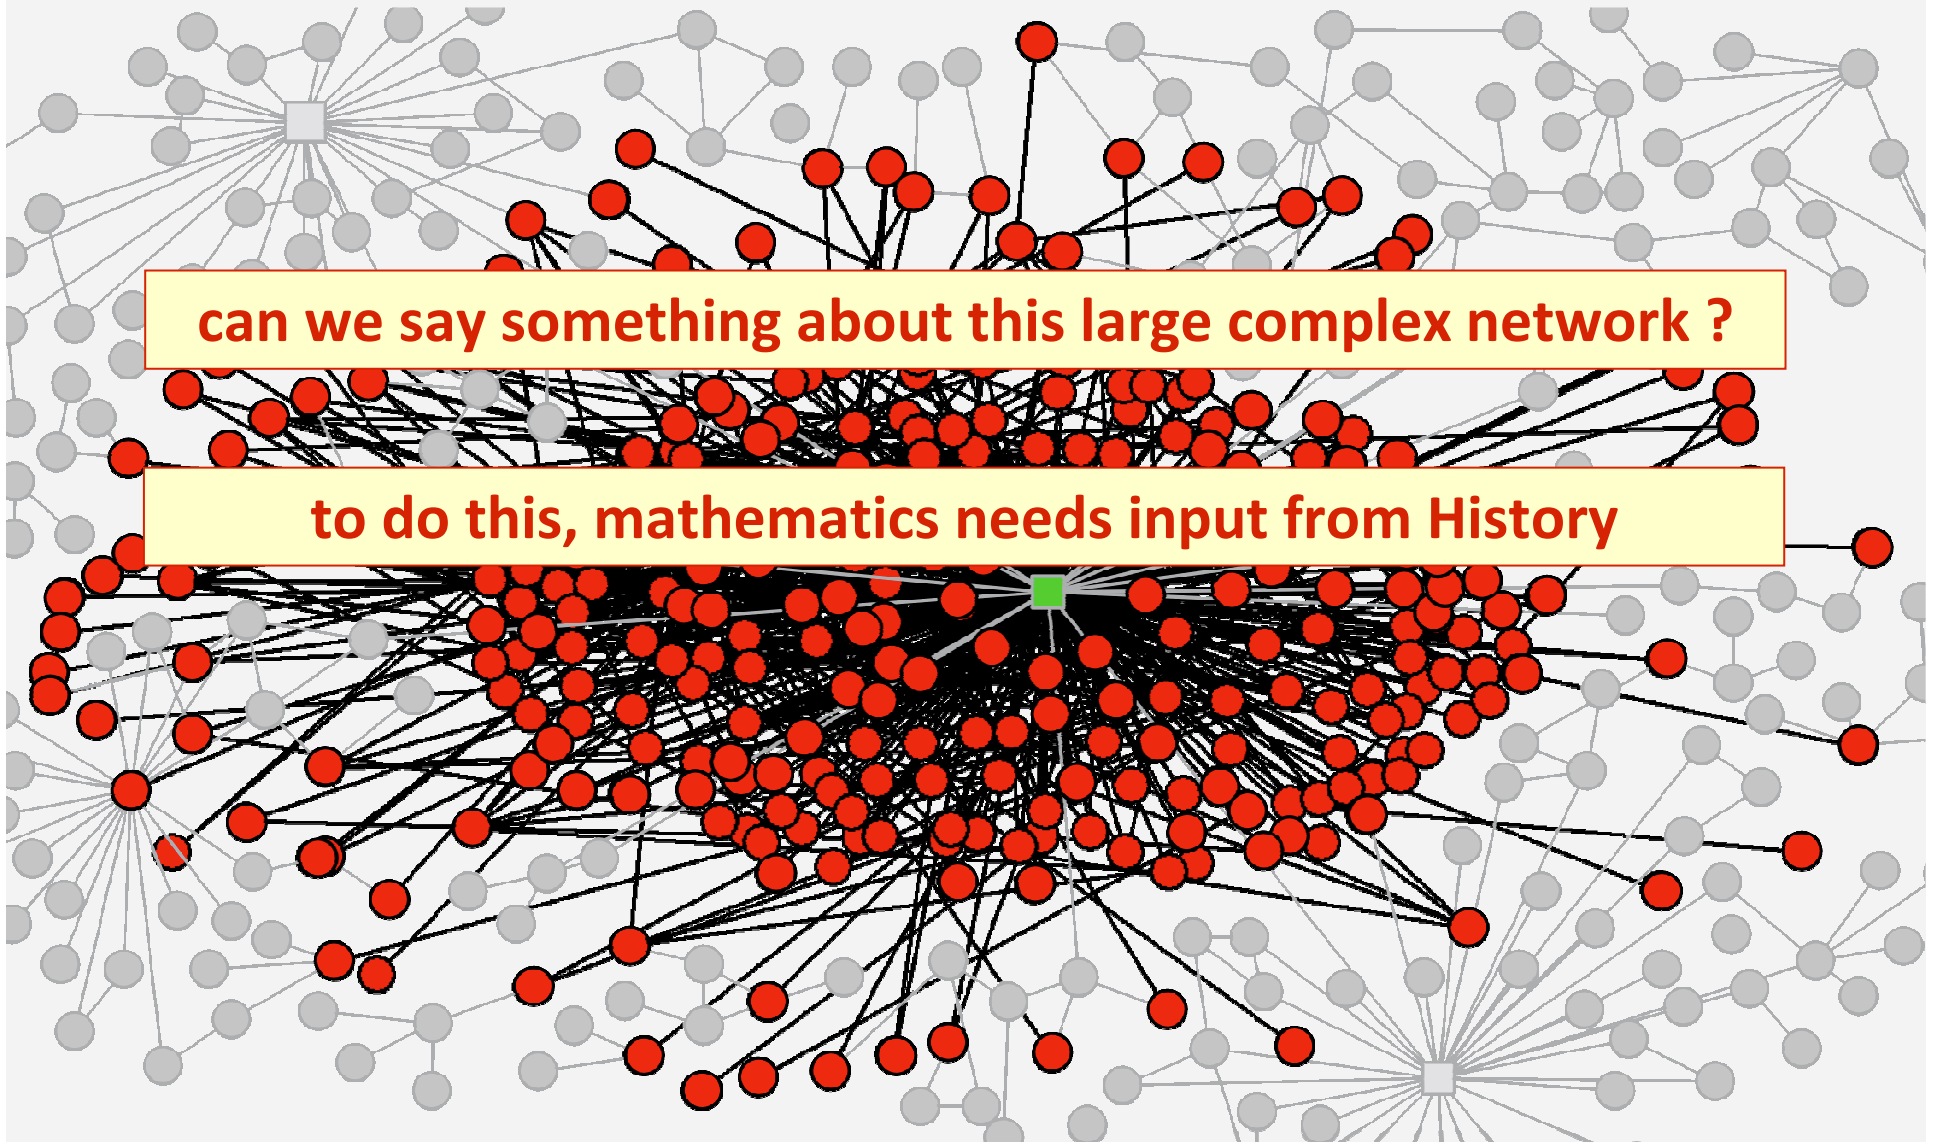 can we say something about this large complex network ?
to do this, mathematics needs input from History